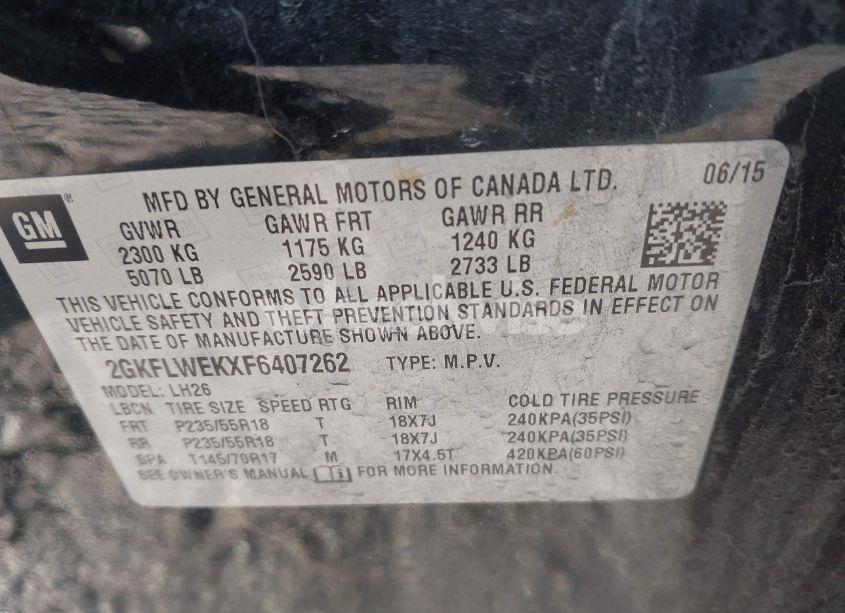 MFD BY GENERAL MOTORS OF CANADA LTD. 06/15
GM ®
GVWR GAWR FRT GAWR RR
2300 KG 1175 KG 1240 KG
5070 LB 2590 LB 2733 LB
THIS VEHICLE CONFORMS TO ALL APPLICABLE U.S. FEDERAL MOTOR
VEHICLE SAFETY AND THEFT PREVENTION STANDARDS IN EFFECT ON
THE DATE OF MANUFACTURE SHOWN ABOVE.
2GKFLWEKXF6407262 TYPE: M.P.V.
MODEL: LH26
LBCN TIRE SIZE SPEED RTG RIM COLD TIRE PRESSURE
FRT P235/55R18 T 18X7J 240KPA(35PSI)
RR P235/55R18 T 18X7J 240KPA(35PSI)
SPA T145/70R17 M 17X4.5T 420KPA(60PSI)
SEE OWNER'S MANUAL FOR MORE INFORMATION.